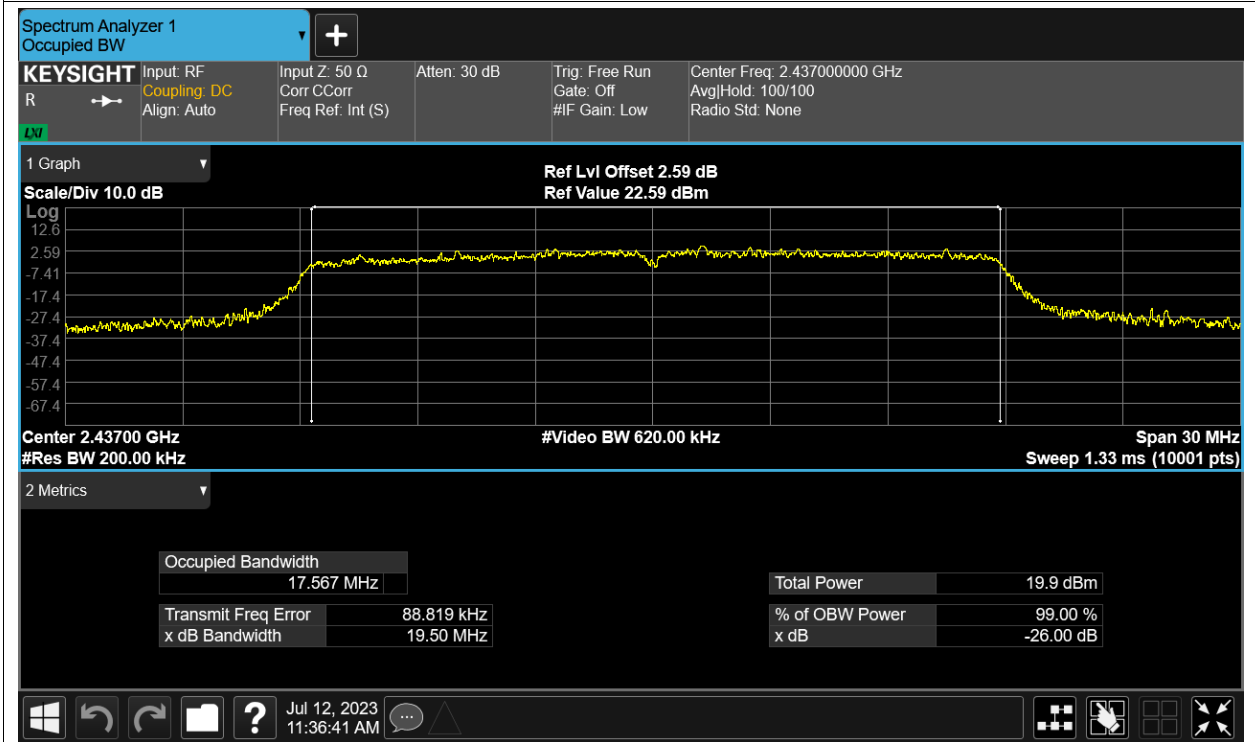 Spectrum Analyzer 1
Occupied BW
KEYSIGHT
R
LXI
Input: RF
Coupling: DC
Align: Auto
Input Z: 50 Ω
Corr CCorr
Freq Ref: Int (S)
Atten: 30 dB
Trig: Free Run
Gate: Off
#IF Gain: Low
Center Freq: 2.437000000 GHz
Avg|Hold: 100/100
Radio Std: None
1 Graph
Scale/Div 10.0 dB
Ref Lvl Offset 2.59 dB
Ref Value 22.59 dBm
Log
12.6
2.59
-7.41
-17.4
-27.4
-37.4
-47.4
-57.4
-67.4
Center 2.43700 GHz
#Res BW 200.00 kHz
#Video BW 620.00 kHz
Span 30 MHz
Sweep 1.33 ms (10001 pts)
2 Metrics
Occupied Bandwidth
17.567 MHz
Transmit Freq Error 88.819 kHz
x dB Bandwidth 19.50 MHz
Total Power 19.9 dBm
% of OBW Power 99.00 %
x dB -26.00 dB
?
Jul 12, 2023
11:36:41 AM